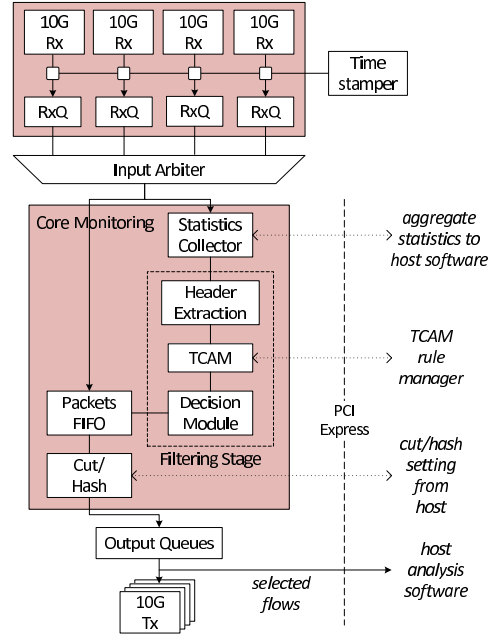 10G
Rx
10G
Rx
10G
Rx
10G
Rx
Time
stamper
RxQ
RxQ
RxQ
RxQ
Input Arbiter
Core Monitoring
Statistics
Collector
aggregate
statistics to
host software
Header
Extraction
TCAM
TCAM
rule
manager
Packets
FIFO
Decision
Module
PCI
Express
Filtering Stage
Cut/
Hash
cut/hash
setting
from
host
Output Queues
selected
flows
host
analysis
software
10G
Tx